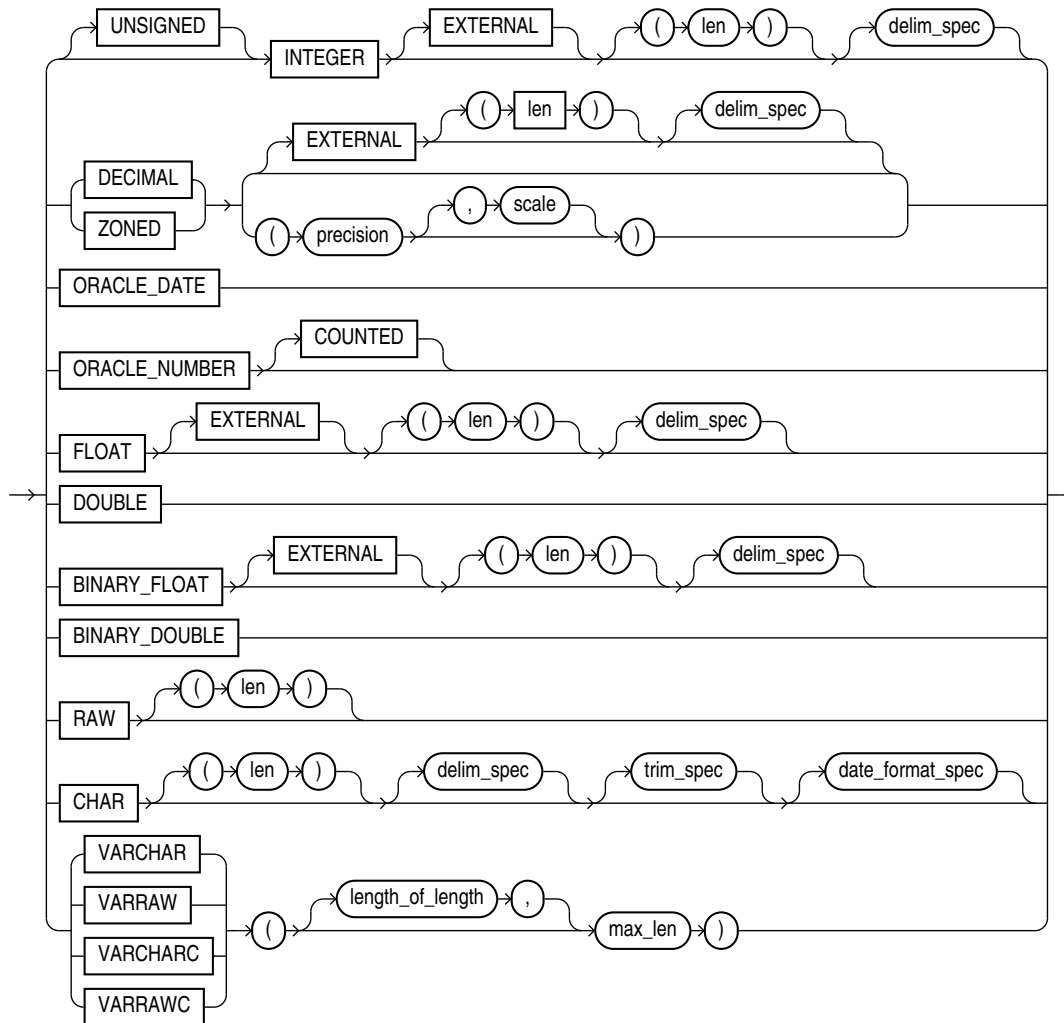 UNSIGNED INTEGER EXTERNAL ( len ) delim_spec
EXTERNAL ( len ) delim_spec
DECIMAL
ZONED
( precision , scale )
ORACLE_DATE
ORACLE_NUMBER COUNTED
FLOAT EXTERNAL ( len ) delim_spec
DOUBLE
BINARY_FLOAT EXTERNAL ( len ) delim_spec
BINARY_DOUBLE
RAW ( len )
CHAR ( len ) delim_spec trim_spec date_format_spec
VARCHAR
VARRAW
VARCHARC
VARRAWC
( length_of_length , max_len )